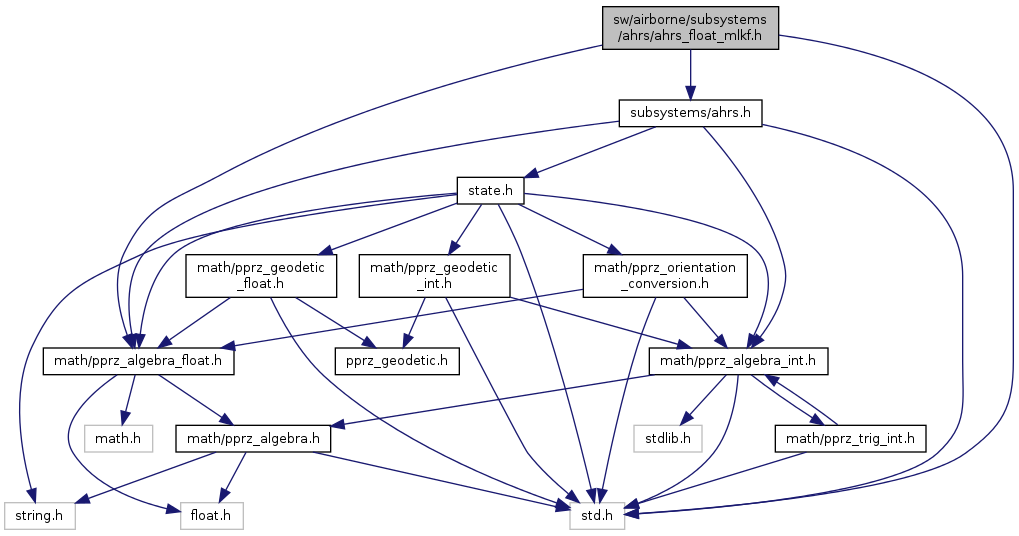 sw/airborne/subsystems
/ahrs/ahrs_float_mlkf.h
subsystems/ahrs.h
state.h
math/pprz_geodetic
_float.h
math/pprz_geodetic
_int.h
math/pprz_orientation
_conversion.h
math/pprz_algebra_float.h
pprz_geodetic.h
math/pprz_algebra_int.h
math.h
math/pprz_algebra.h
stdlib.h
math/pprz_trig_int.h
string.h
float.h
std.h